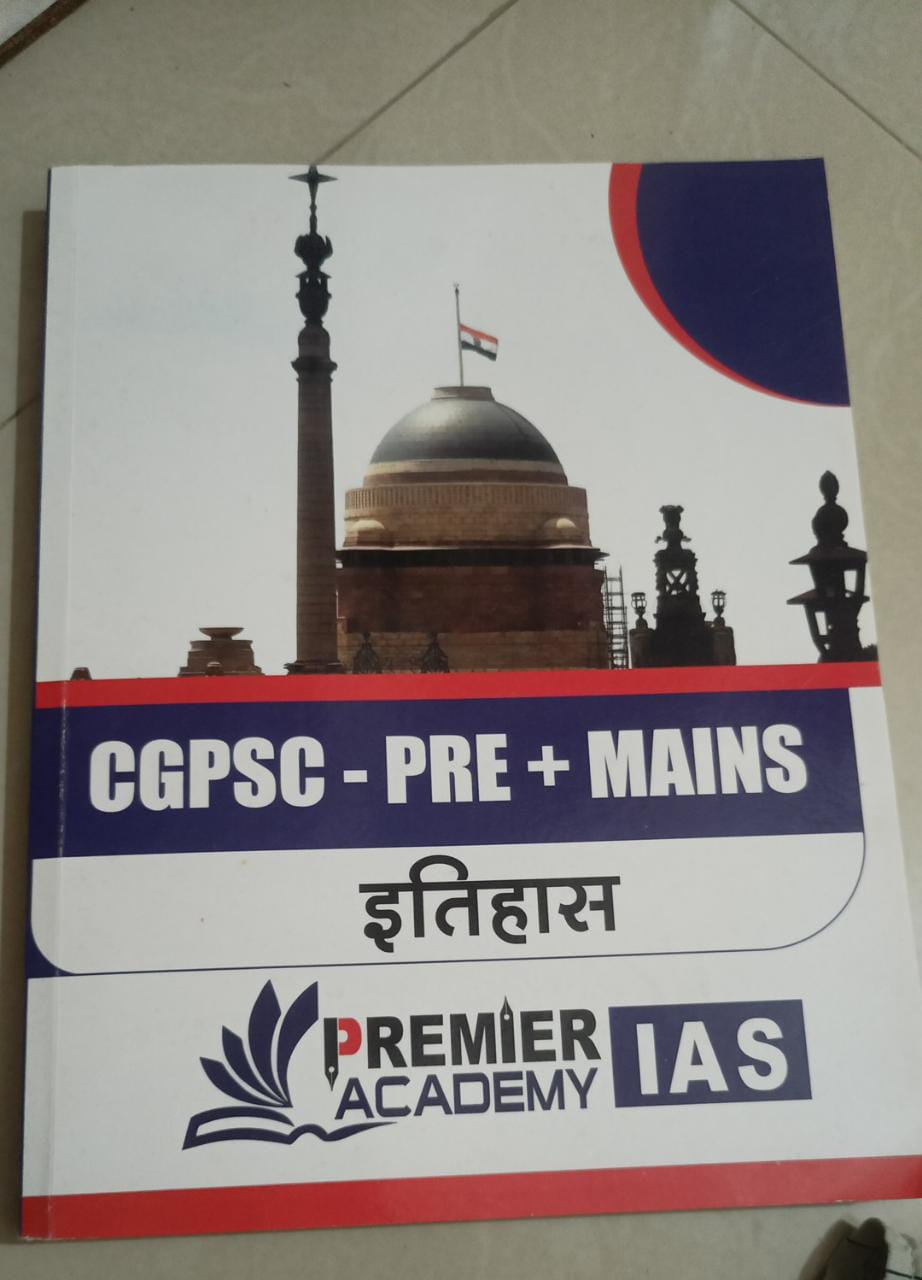 CGPSC - PRE + MAINS
इतिहास
PREMIER
ACADEMY
IAS